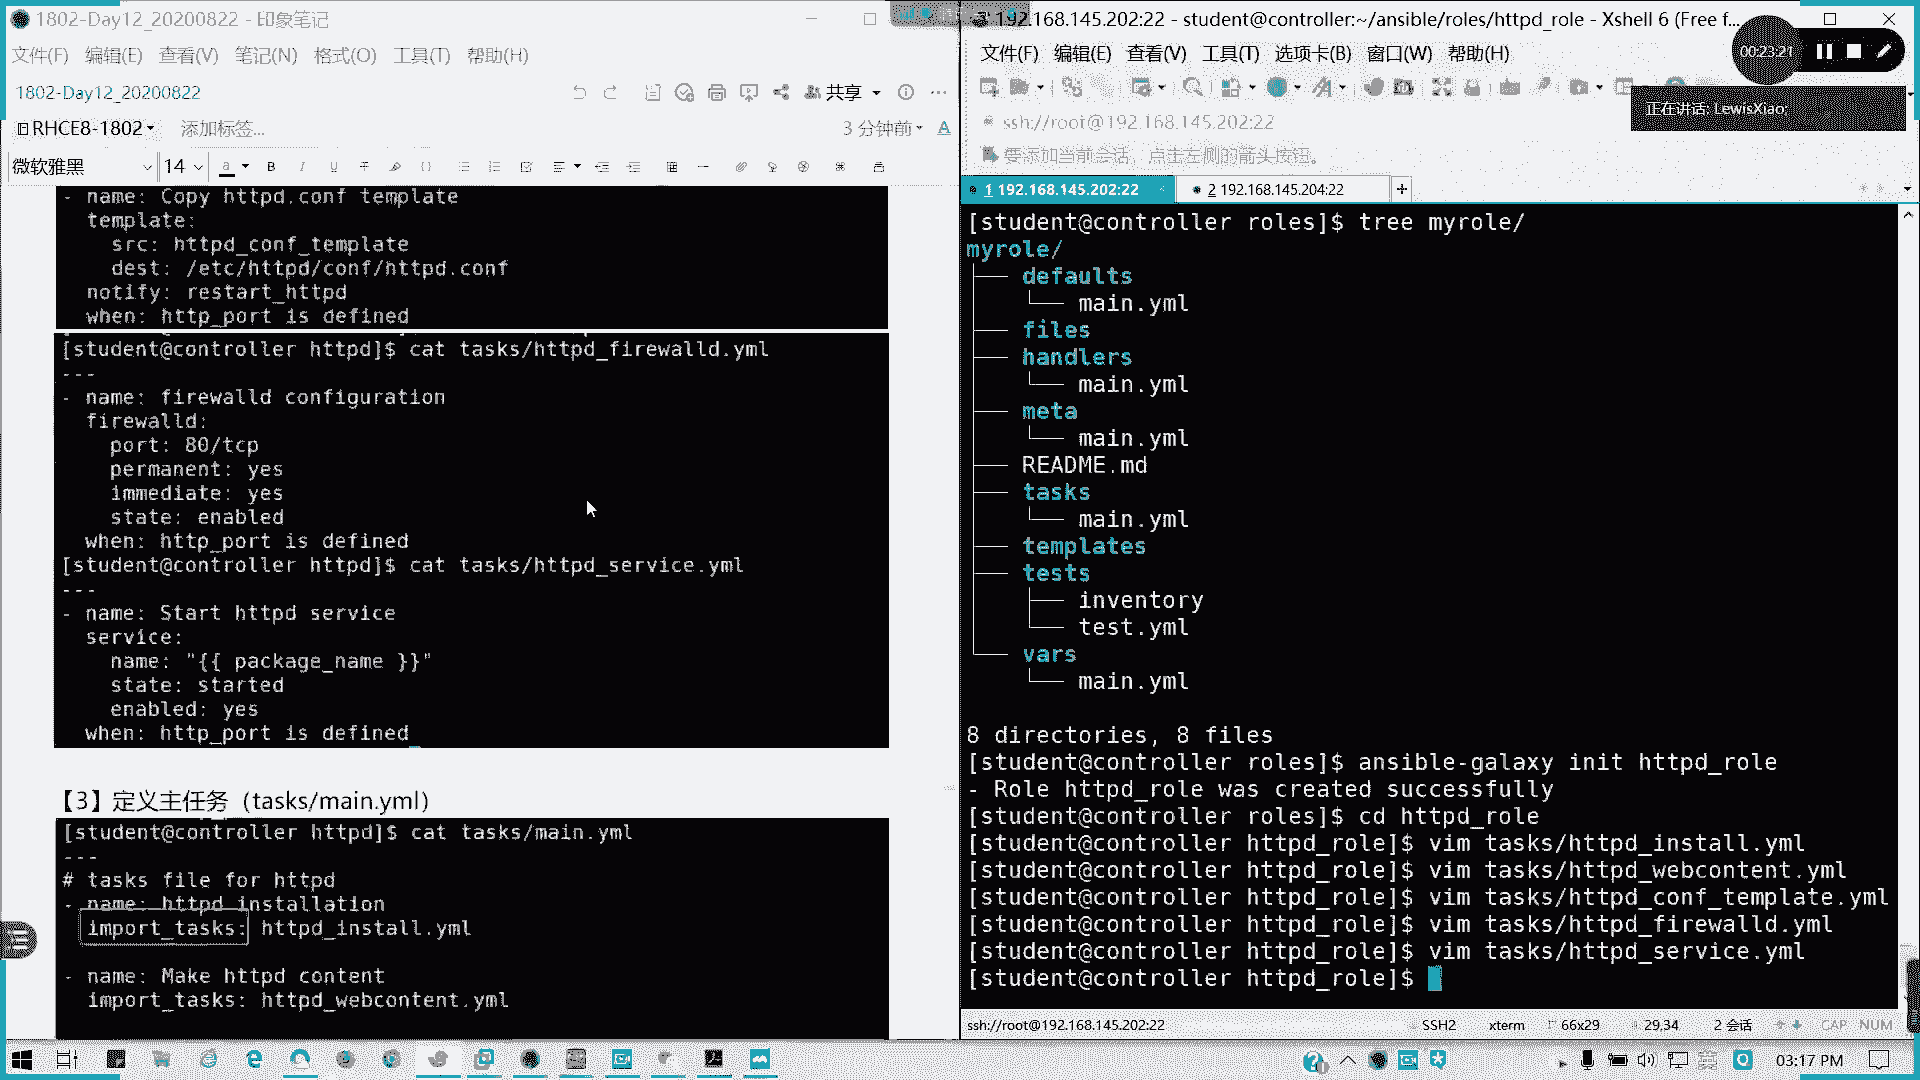 1802-Day12_20200822 - 印象笔记
文件(F) 编辑(E) 查看(V) 笔记(N) 格式(O) 工具(T) 帮助(H)
1802-Day12_20200822
共享
RHCE8-1802
添加标签...
3 分钟前
微软雅黑
14
- name: Copy httpd.conf template
template:
src: httpd_conf_template
dest: /etc/httpd/conf/httpd.conf
notify: restart_httpd
when: http_port is defined
[student@controller httpd]$ cat tasks/httpd_firewalld.yml
---
- name: firewalld configuration
firewalld:
port: 80/tcp
permanent: yes
immediate: yes
state: enabled
when: http_port is defined
[student@controller httpd]$ cat tasks/httpd_service.yml
---
- name: Start httpd service
service:
name: "{{ package_name }}"
state: started
enabled: yes
when: http_port is defined
【3】定义主任务（tasks/main.yml）
[student@controller httpd]$ cat tasks/main.yml
---
# tasks file for httpd
- name: httpd installation
import_tasks: httpd_install.yml
- name: Make httpd content
import_tasks: httpd_webcontent.yml
192.168.145.202:22 - student@controller:~/ansible/roles/httpd_role - Xshell 6 (Free f...
文件(F) 编辑(E) 查看(V) 工具(T) 选项卡(B) 窗口(W) 帮助(H)
00:23:21
正在讲话: LewisXiao;
ssh://root@192.168.145.202:22
要添加当前会话，点击左侧的箭头按钮。
1 192.168.145.202:22
2 192.168.145.204:22
+
[student@controller roles]$ tree myrole/
myrole/
├── defaults
│   └── main.yml
├── files
├── handlers
│   └── main.yml
├── meta
│   └── main.yml
├── README.md
├── tasks
│   └── main.yml
├── templates
├── tests
│   ├── inventory
│   └── test.yml
└── vars
    └── main.yml
8 directories, 8 files
[student@controller roles]$ ansible-galaxy init httpd_role
- Role httpd_role was created successfully
[student@controller roles]$ cd httpd_role
[student@controller httpd_role]$ vim tasks/httpd_install.yml
[student@controller httpd_role]$ vim tasks/httpd_webcontent.yml
[student@controller httpd_role]$ vim tasks/httpd_conf_template.yml
[student@controller httpd_role]$ vim tasks/httpd_firewalld.yml
[student@controller httpd_role]$ vim tasks/httpd_service.yml
[student@controller httpd_role]$
ssh://root@192.168.145.202:22
SSH2
xterm
66x29
29,34
2 会话
CAP NUM
03:17 PM